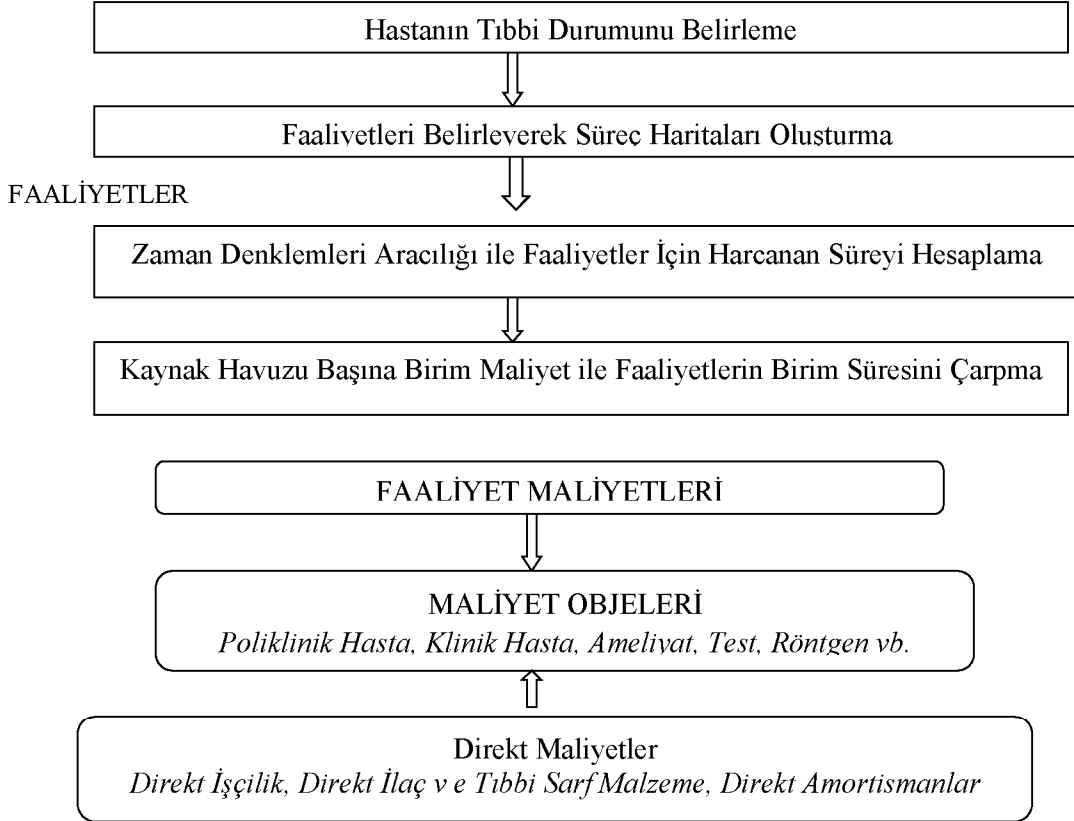 Hastanın Tıbbi Durumunu Belirleme
Faaliyetleri Belirleyerek Süreç Haritaları Oluşturma
FAALİYETLER
Zaman Denklemleri Aracılığı ile Faaliyetler İçin Harcanan Süreyi Hesaplama
Kaynak Havuzu Başına Birim Maliyet ile Faaliyetlerin Birim Süresini Çarpma
FAALİYET MALİYETLERİ
MALİYET OBJELERİ
Poliklinik Hasta, Klinik Hasta, Ameliyat, Test, Röntgen vb.
Direkt Maliyetler
Direkt İşçilik, Direkt İlaç v e Tıbbi Sarf Malzeme, Direkt Amortismanlar